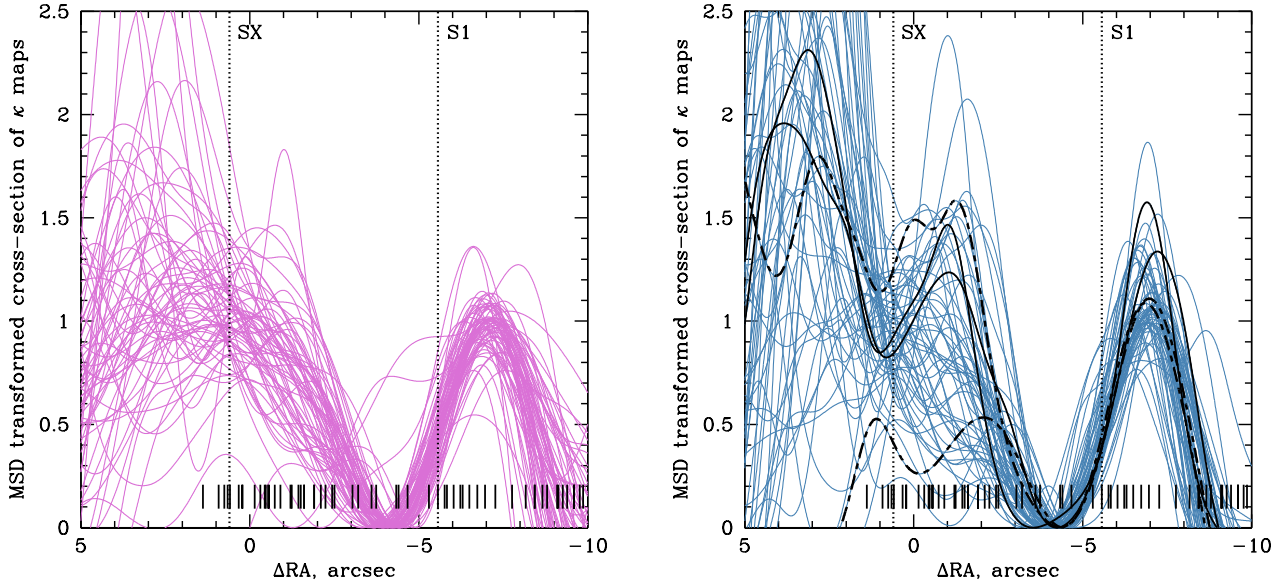 MSD transformed cross-section of κ maps
2.5
2
1.5
1
0.5
0
SX
S1
5
0
-5
-10
ΔRA, arcsec
MSD transformed cross-section of κ maps
2.5
2
1.5
1
0.5
0
SX
S1
5
0
-5
-10
ΔRA, arcsec